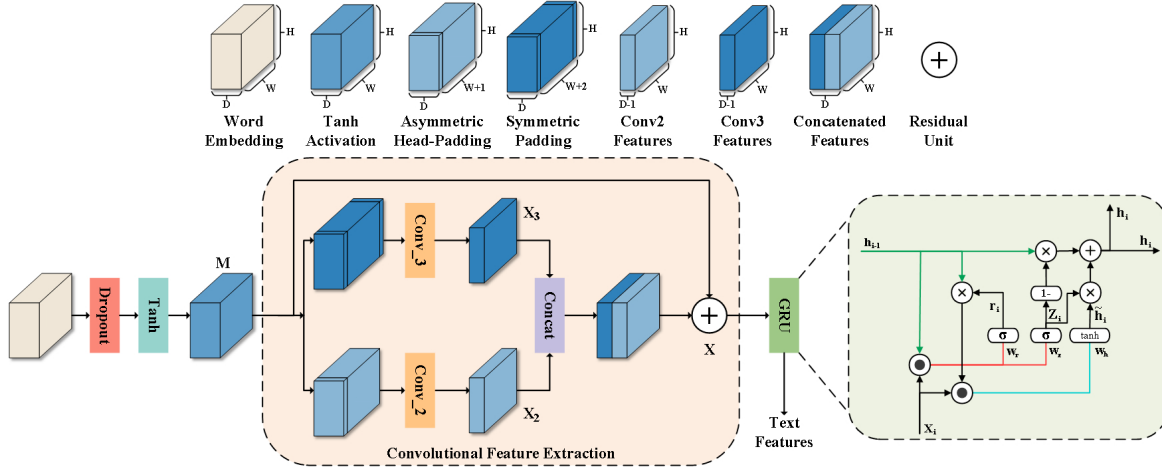 H H H H H H H
D W D W D W+1 D W+2 D-1 W D-1 W D W
Word Embedding
Tanh Activation
Asymmetric Head-Padding
Symmetric Padding
Conv2 Features
Conv3 Features
Concatenated Features
Residual Unit
M
Dropout
Tanh
Conv_3
X₃
Concat
Conv_2
X₂
X
Convolutional Feature Extraction
GRU
Text
Features
hᵢ
hᵢ₋₁
hᵢ
1-
rᵢ
Zᵢ
h̃ᵢ
σ
σ
tanh
wᵣ
w𝓏
wₕ
Xᵢ